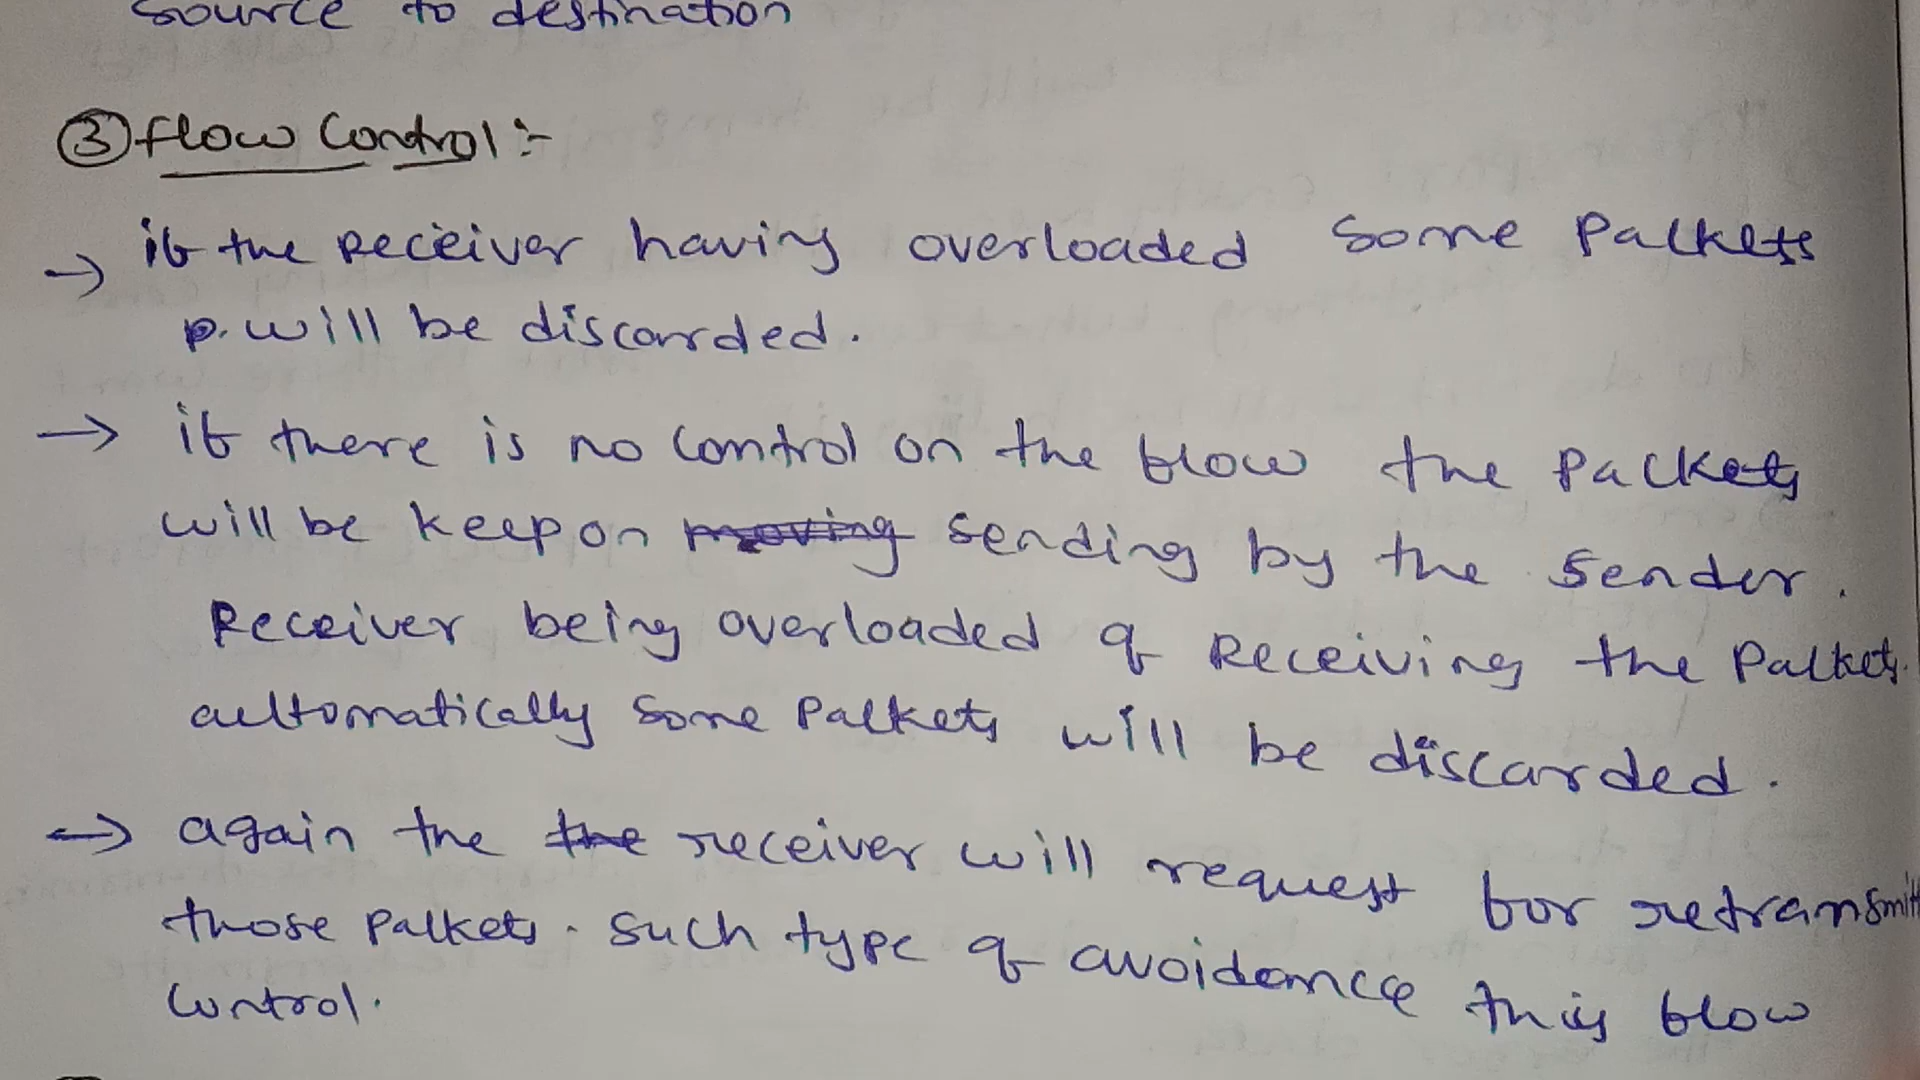 source to destination
③ flow Control :-
→ if the Receiver having overloaded some Packets
p. will be discarded.
→ if there is no control on the flow the Packets
will be keep on moving sending by the Sender.
Receiver being overloaded of Receiving the Packets.
automatically some Packets will be discarded.
→ again the the receiver will request for retransmitt
those Packets. such type of avoidance this flow
Control.